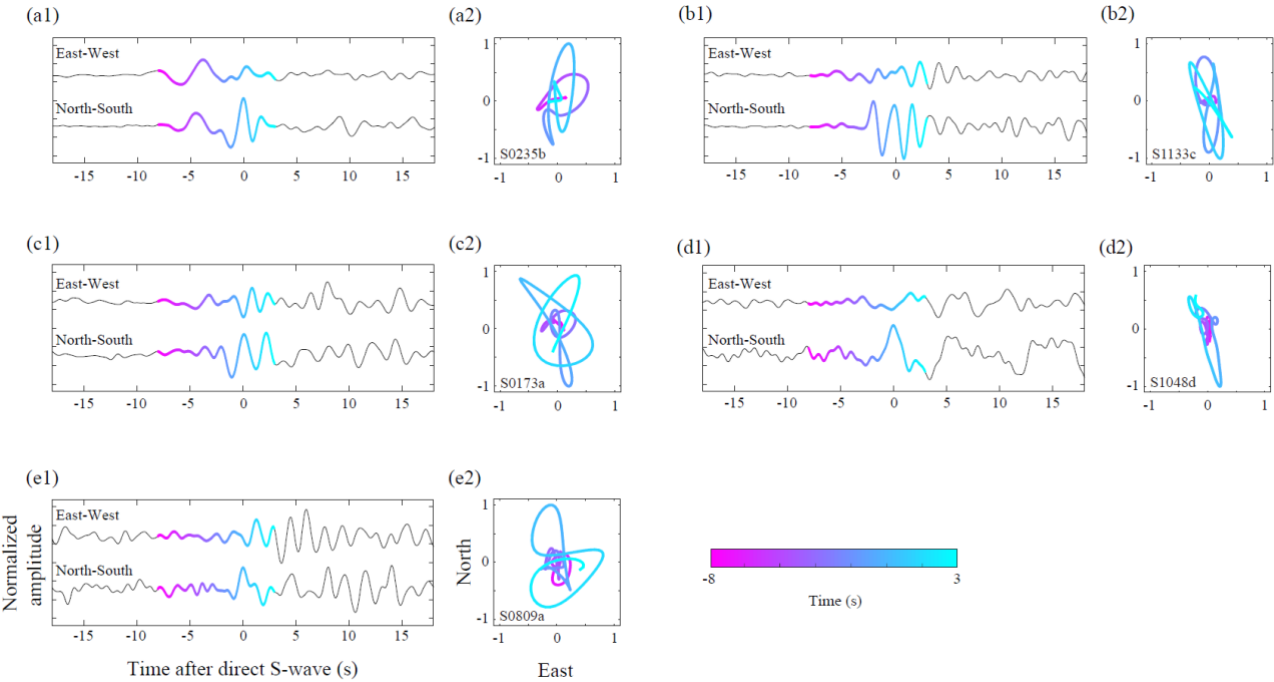 (a1) (a2) (b1) (b2)
East-West
North-South
-15 -10 -5 0 5 10 15
1
0
-1
S0235b
-1 0 1
East-West
North-South
-15 -10 -5 0 5 10 15
1
0
-1
S1133c
-1 0 1
(c1) (c2) (d1) (d2)
East-West
North-South
-15 -10 -5 0 5 10 15
1
0
-1
S0173a
-1 0 1
East-West
North-South
-15 -10 -5 0 5 10 15
1
0
-1
S1048d
-1 0 1
(e1) (e2)
Normalized
amplitude
East-West
North-South
-15 -10 -5 0 5 10 15
Time after direct S-wave (s)
North
1
0
-1
S0809a
-1 0 1
East
-8 3
Time (s)